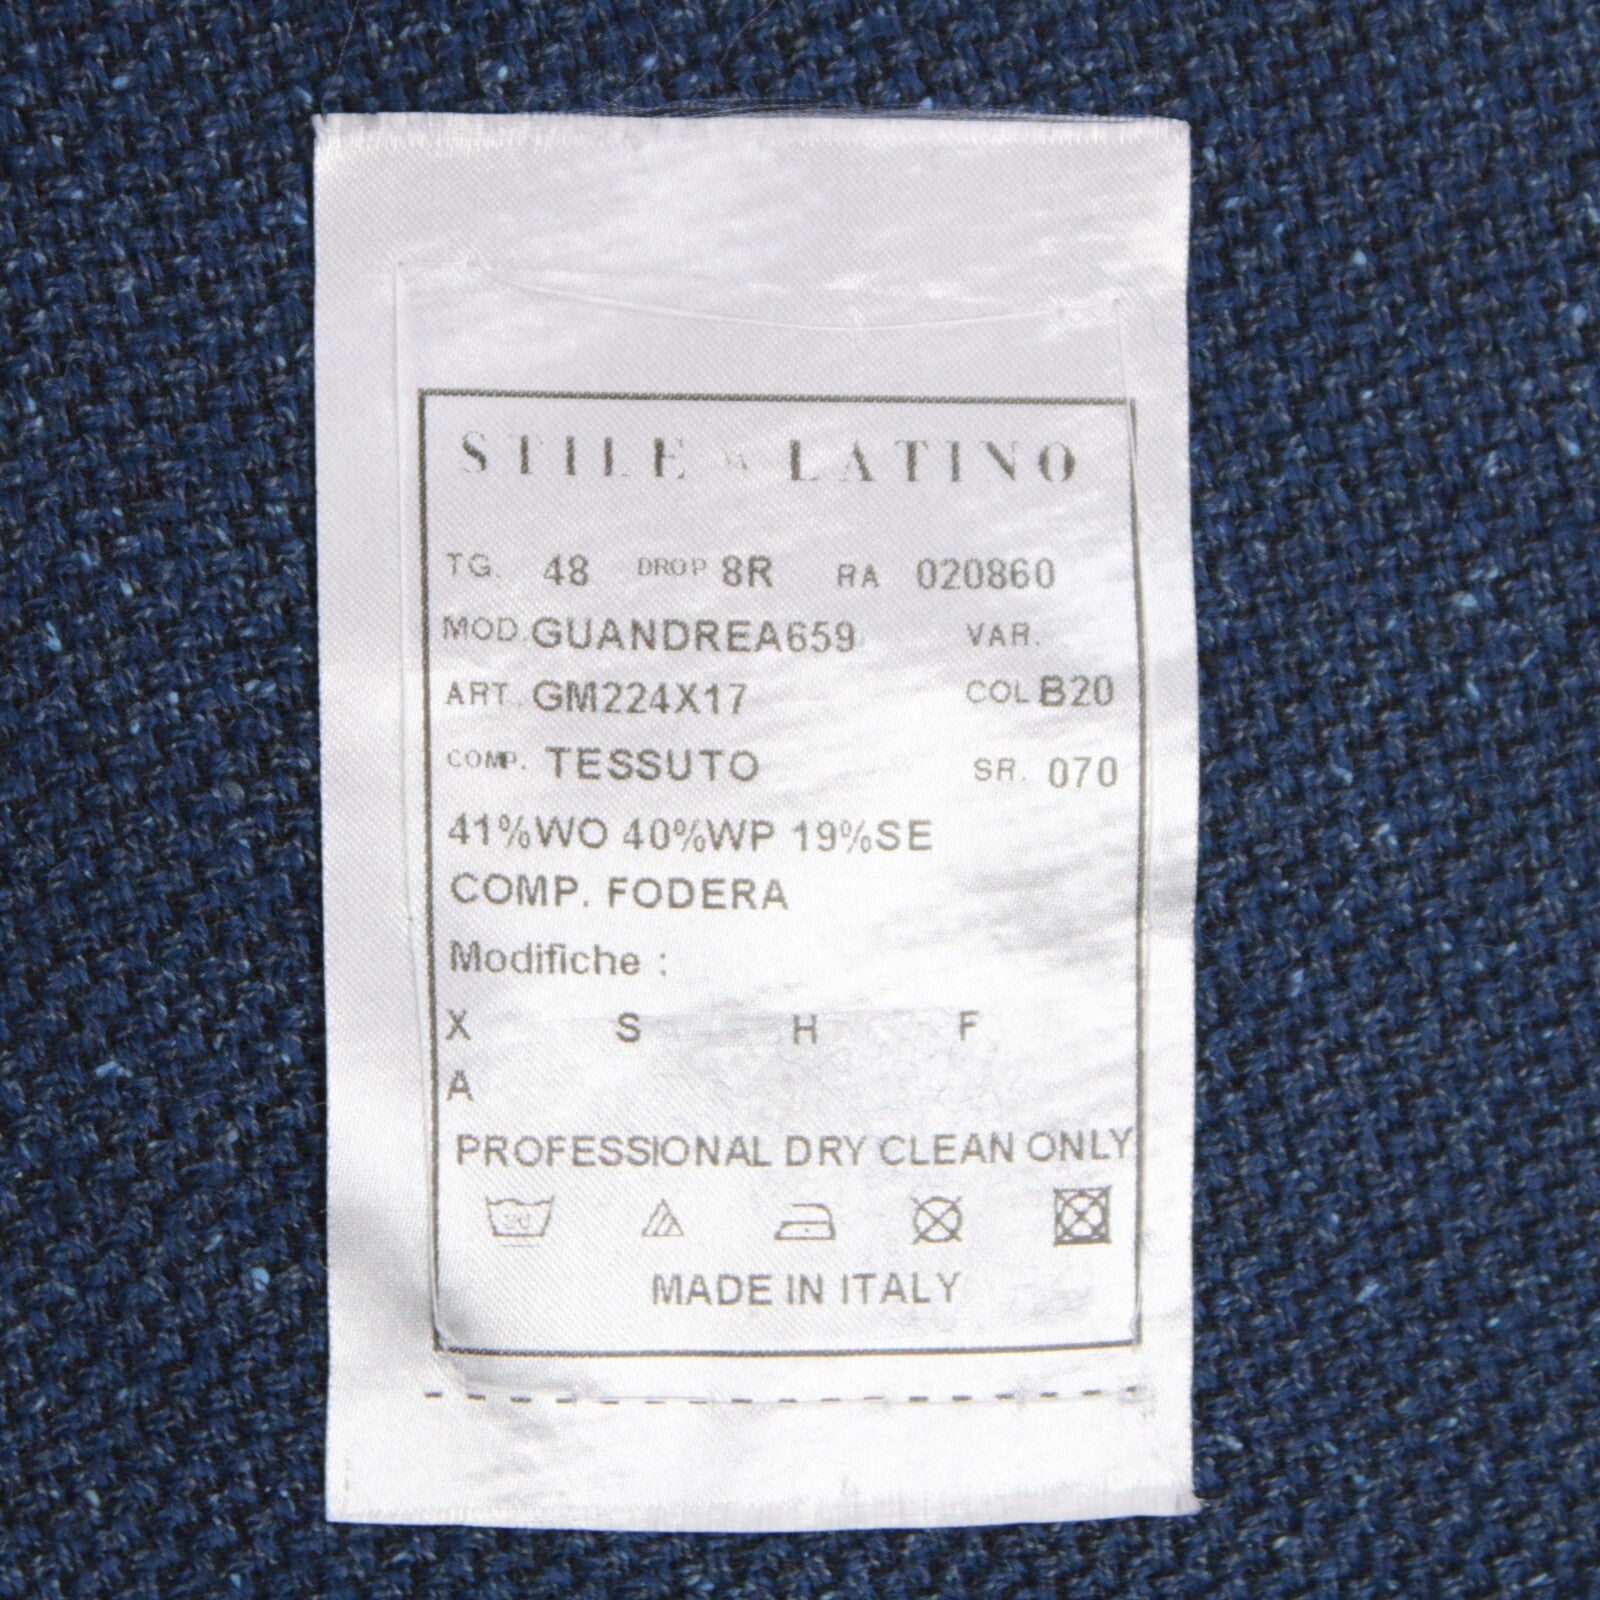 STILE LATINO
TG. 48 DROP 8R RA 020860
MOD. GUANDREA659 VAR.
ART. GM224X17 COL B20
COMP. TESSUTO SR. 070
41%WO 40%WP 19%SE
COMP. FODERA
Modifiche :
X S H F
A
PROFESSIONAL DRY CLEAN ONLY
MADE IN ITALY